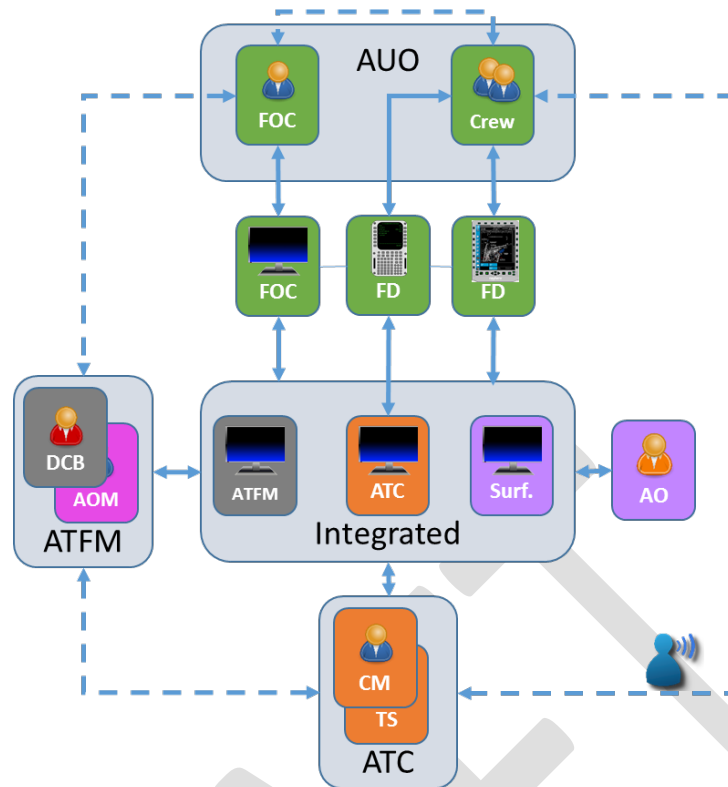 AUO
FOC
Crew
FOC
FD
FD
DCB
AOM
ATFM
ATFM
ATC
Surf.
Integrated
AO
CM
TS
ATC